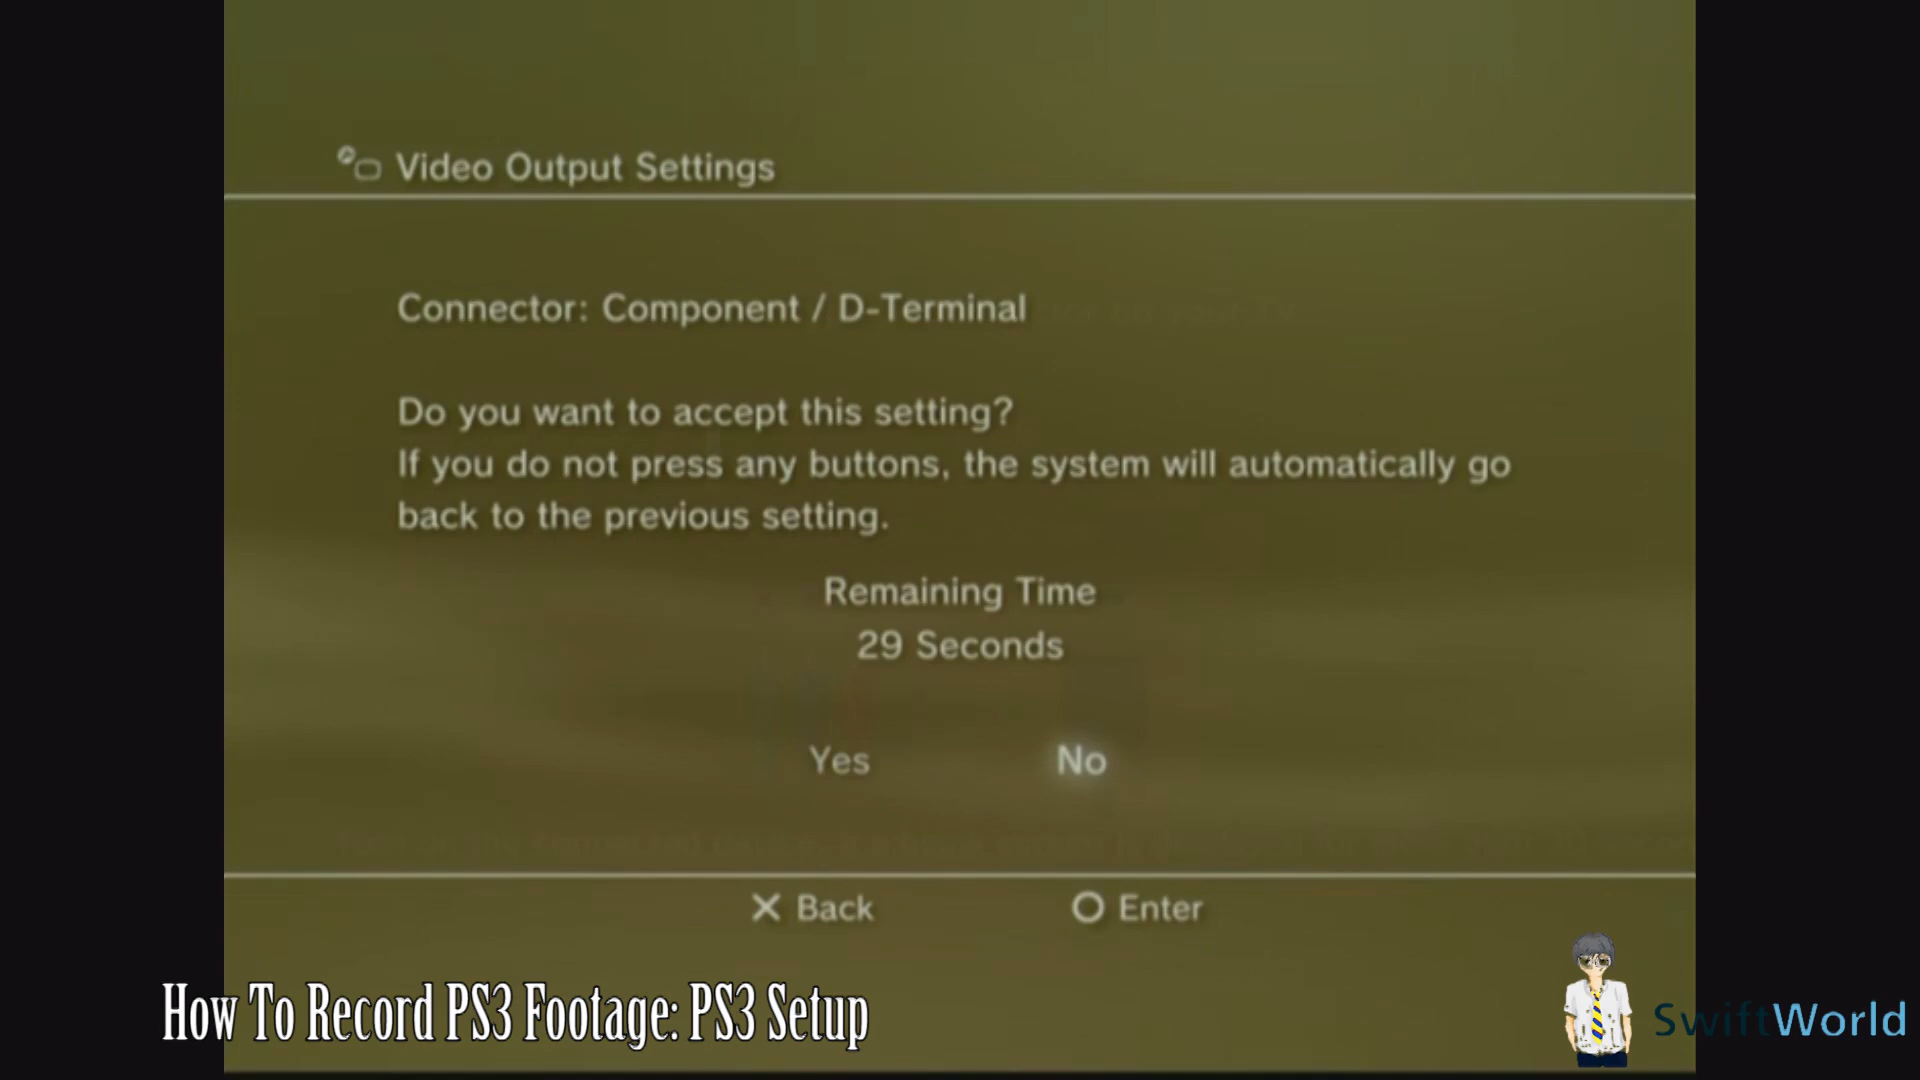 Video Output Settings
Connector: Component / D-Terminal
Do you want to accept this setting?
If you do not press any buttons, the system will automatically go
back to the previous setting.
Remaining Time
29 Seconds
Yes No
Back Enter
How To Record PS3 Footage: PS3 Setup
SwiftWorld